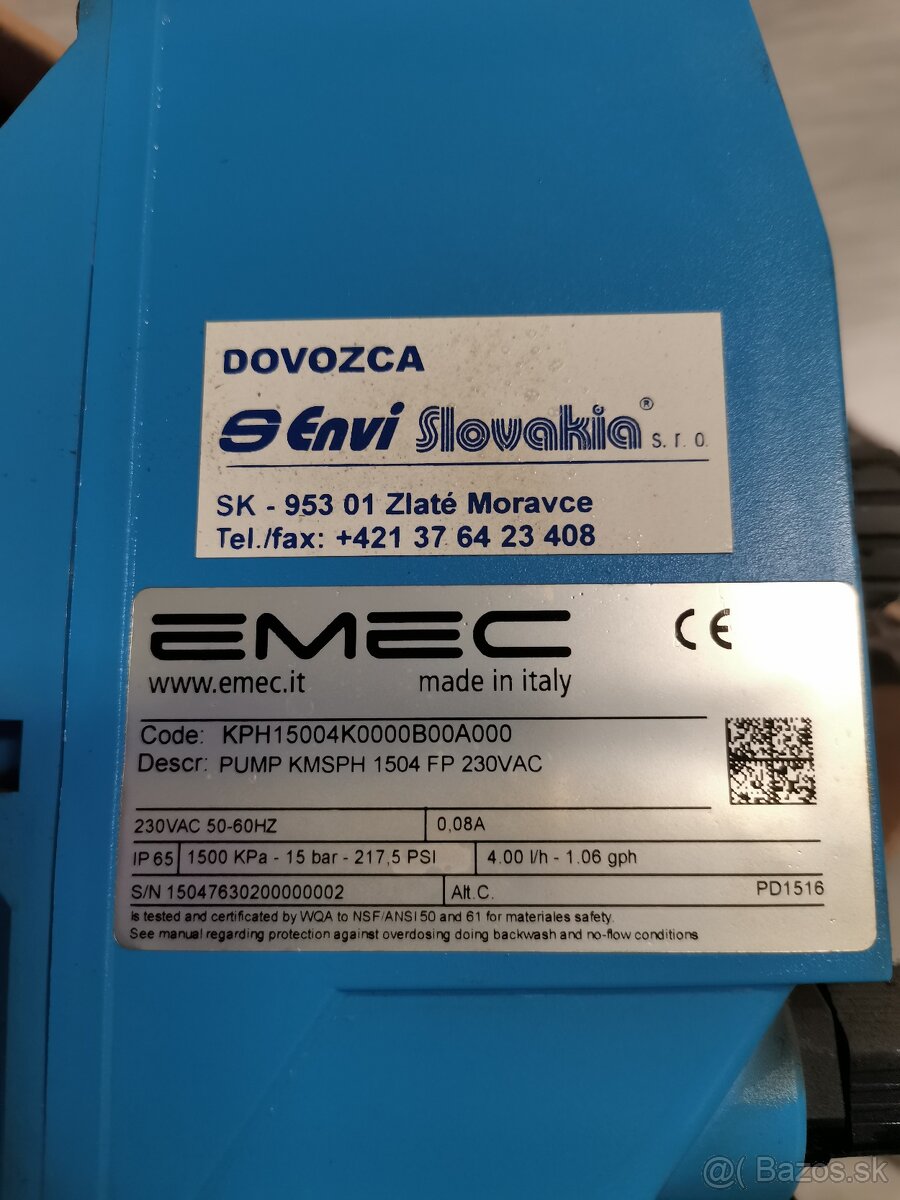 DOVOZCA
Envi Slovakia® s.r.o.
SK - 953 01 Zlaté Moravce
Tel./fax: +421 37 64 23 408
EMEC CE
www.emec.it made in italy
Code: KPH15004K0000B00A000
Descr: PUMP KMSPH 1504 FP 230VAC
230VAC 50-60HZ 0,08A
IP 65 1500 KPa - 15 bar - 217,5 PSI 4.00 l/h - 1.06 gph
S/N 15047630200000002 Alt.C. PD1516
Is tested and certificated by WQA to NSF/ANSI 50 and 61 for materiales safety.
See manual regarding protection against overdosing doing backwash and no-flow conditions
@( Bazos.sk